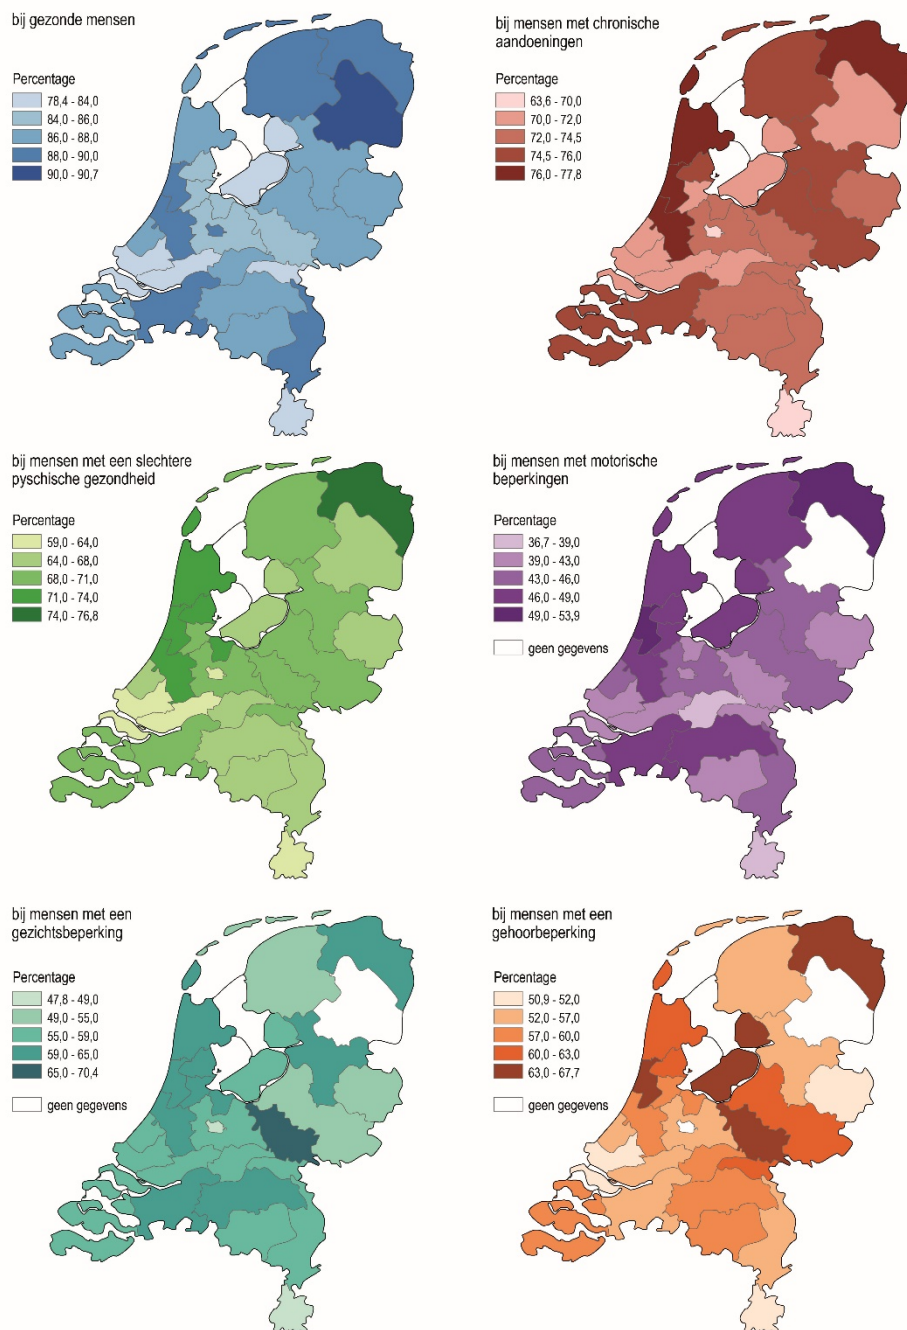 bij gezonde mensen
Percentage
78,4 - 84,0
84,0 - 86,0
86,0 - 88,0
88,0 - 90,0
90,0 - 90,7
bij mensen met chronische
aandoeningen
Percentage
63,6 - 70,0
70,0 - 72,0
72,0 - 74,5
74,5 - 76,0
76,0 - 77,8
bij mensen met een slechtere
pyschische gezondheid
Percentage
59,0 - 64,0
64,0 - 68,0
68,0 - 71,0
71,0 - 74,0
74,0 - 76,8
bij mensen met motorische
beperkingen
Percentage
36,7 - 39,0
39,0 - 43,0
43,0 - 46,0
46,0 - 49,0
49,0 - 53,9
geen gegevens
bij mensen met een
gezichtsbeperking
Percentage
47,8 - 49,0
49,0 - 55,0
55,0 - 59,0
59,0 - 65,0
65,0 - 70,4
geen gegevens
bij mensen met een
gehoorbeperking
Percentage
50,9 - 52,0
52,0 - 57,0
57,0 - 60,0
60,0 - 63,0
63,0 - 67,7
geen gegevens